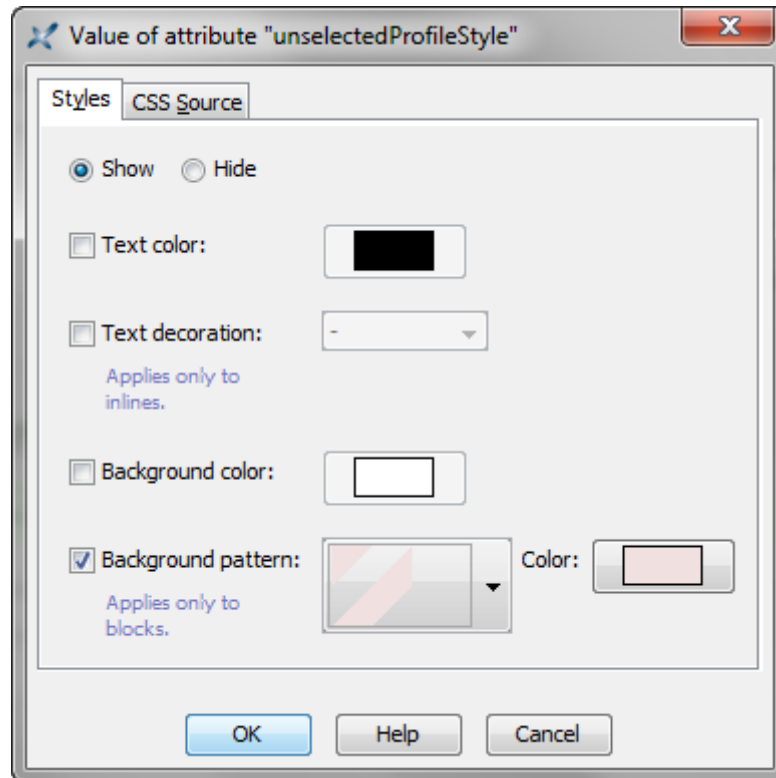 Value of attribute "unselectedProfileStyle"
Styles CSS Source
Show Hide
Text color:
Text decoration: -
Applies only to
inlines.
Background color:
Background pattern: Color:
Applies only to
blocks.
OK Help Cancel